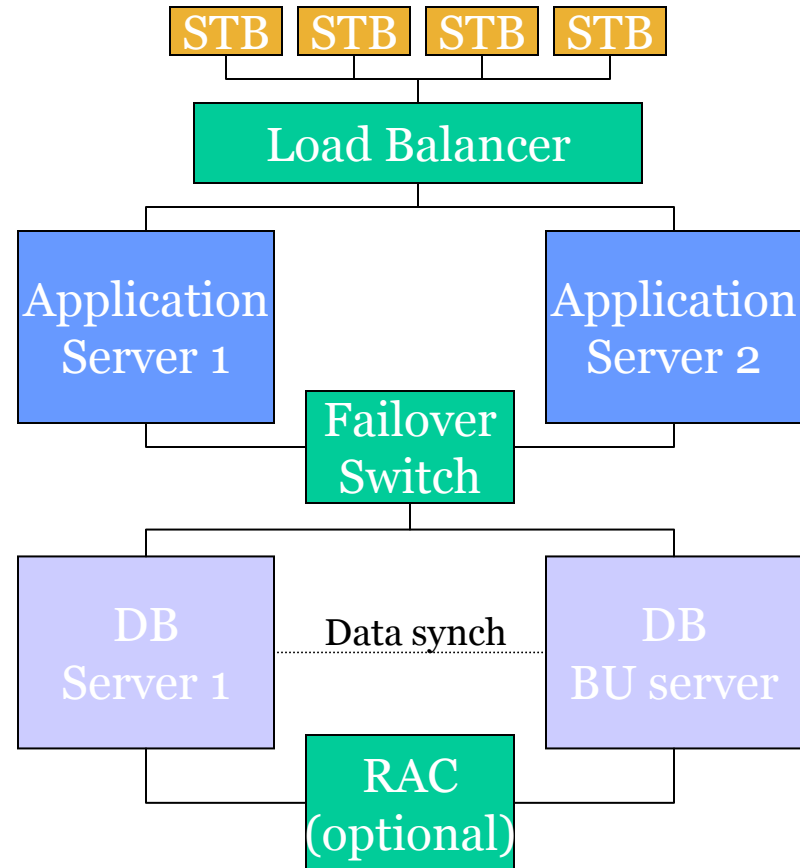 STB STB STB STB
Load Balancer
Application
Server 1
Application
Server 2
Failover
Switch
DB
Server 1
Data synch
DB
BU server
RAC
(optional)